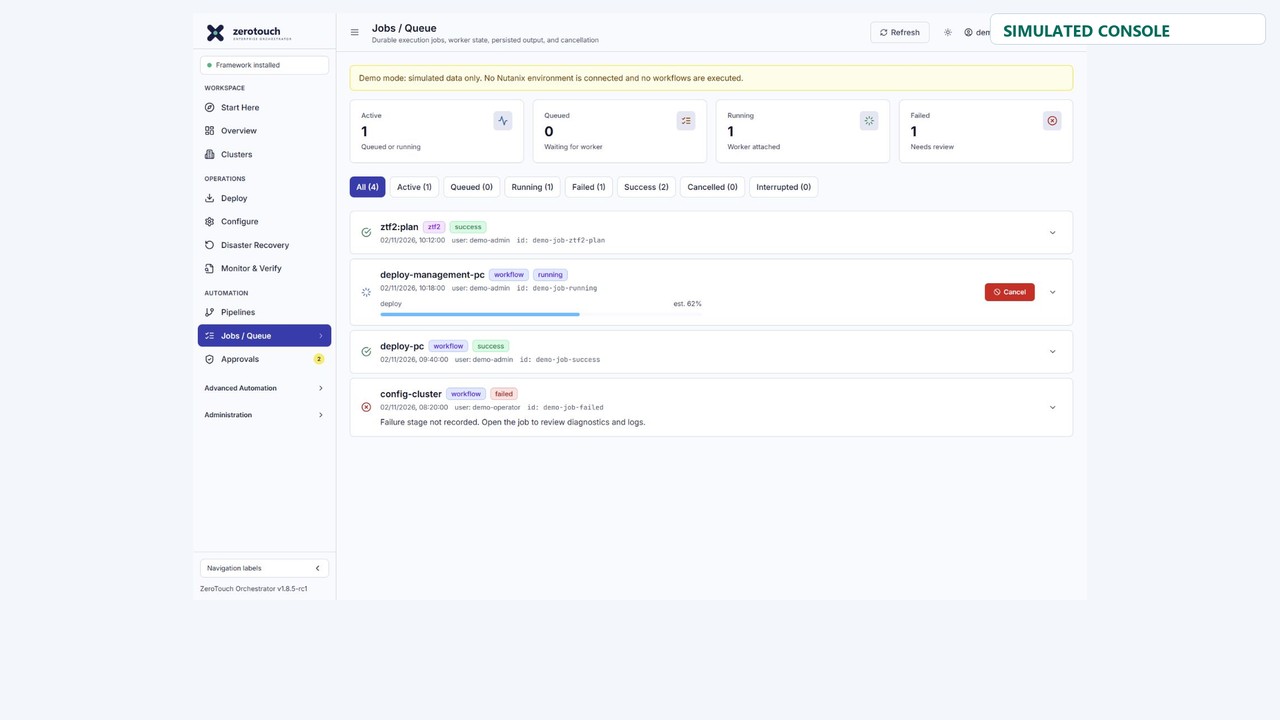 zerotouch
ENTERPRISE ORCHESTRATOR
Framework installed
WORKSPACE
Start Here
Overview
Clusters
OPERATIONS
Deploy
Configure
Disaster Recovery
Monitor & Verify
AUTOMATION
Pipelines
Jobs / Queue
Approvals
2
Advanced Automation
Administration
Navigation labels
ZeroTouch Orchestrator v1.8.5-rc1
Jobs / Queue
Durable execution jobs, worker state, persisted output, and cancellation
Refresh
SIMULATED CONSOLE
Demo mode: simulated data only. No Nutanix environment is connected and no workflows are executed.
Active
1
Queued or running
Queued
0
Waiting for worker
Running
1
Worker attached
Failed
1
Needs review
All (4) Active (1) Queued (0) Running (1) Failed (1) Success (2) Cancelled (0) Interrupted (0)
ztf2:plan ztf2 success
02/11/2026, 10:12:00 user: demo-admin id: demo-job-ztf2-plan
deploy-management-pc workflow running
02/11/2026, 10:18:00 user: demo-admin id: demo-job-running
deploy est. 62%
Cancel
deploy-pc workflow success
02/11/2026, 09:40:00 user: demo-admin id: demo-job-success
config-cluster workflow failed
02/11/2026, 08:20:00 user: demo-operator id: demo-job-failed
Failure stage not recorded. Open the job to review diagnostics and logs.